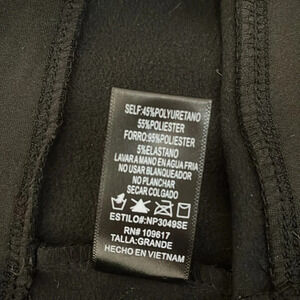 SELF:45%POLYURETANO
55%POLIESTER
FORRO:95%POLIESTER
5%ELASTANO
LAVAR A MANO EN AGUA FRIA
NO USAR BLANQUEADOR
NO PLANCHAR
SECAR COLGADO
ESTILO#:NP3049SE
RN# 109617
TALLA:GRANDE
HECHO EN VIETNAM